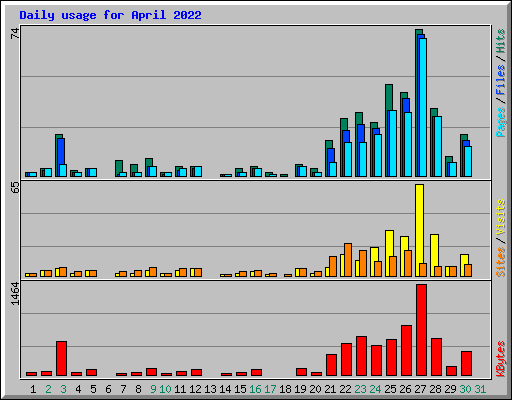 Daily usage for April 2022
74
Pages / Files / Hits
65
Sites / Visits
1464
KBytes
1 2 3 4 5 6 7 8 9 10 11 12 13 14 15 16 17 18 19 20 21 22 23 24 25 26 27 28 29 30 31